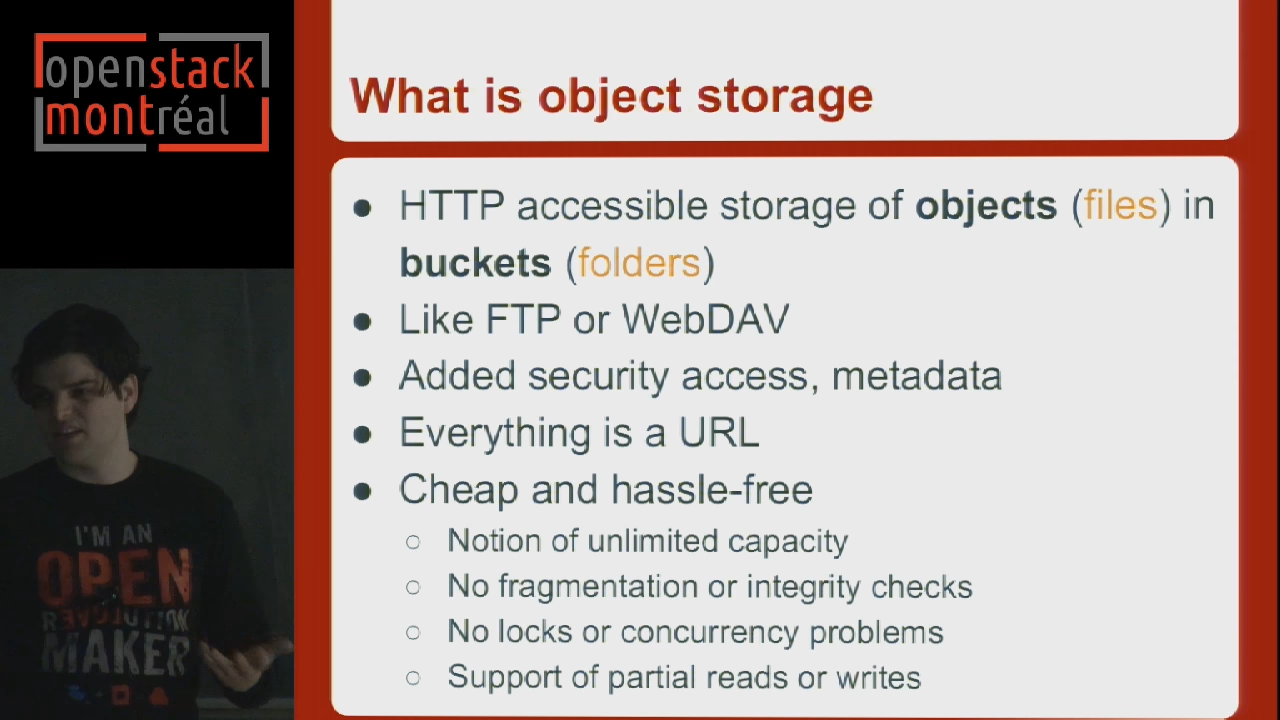 openstack
montréal
What is object storage
● HTTP accessible storage of objects (files) in
buckets (folders)
● Like FTP or WebDAV
● Added security access, metadata
● Everything is a URL
● Cheap and hassle-free
○ Notion of unlimited capacity
○ No fragmentation or integrity checks
○ No locks or concurrency problems
○ Support of partial reads or writes
I'M AN
OPEN
REVOLUTION
MAKER